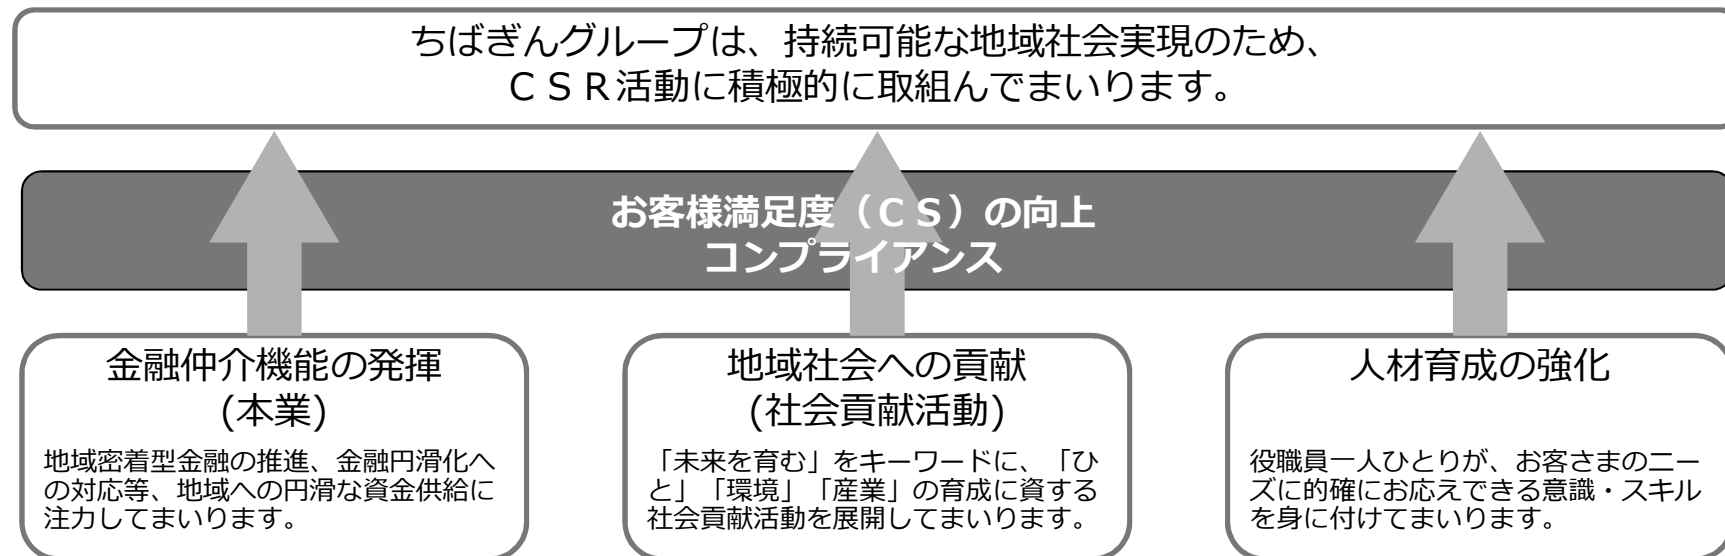 ちばぎんグループは、持続可能な地域社会実現のため、
ＣＳＲ活動に積極的に取組んでまいります。
お客様満足度（ＣＳ）の向上
コンプライアンス
金融仲介機能の発揮
(本業)
地域密着型金融の推進、金融円滑化へ
の対応等、地域への円滑な資金供給に
注力してまいります。
地域社会への貢献
(社会貢献活動)
「未来を育む」をキーワードに、「ひ
と」「環境」「産業」の育成に資する
社会貢献活動を展開してまいります。
人材育成の強化
役職員一人ひとりが、お客さまのニー
ズに的確にお応えできる意識・スキル
を身に付けてまいります。